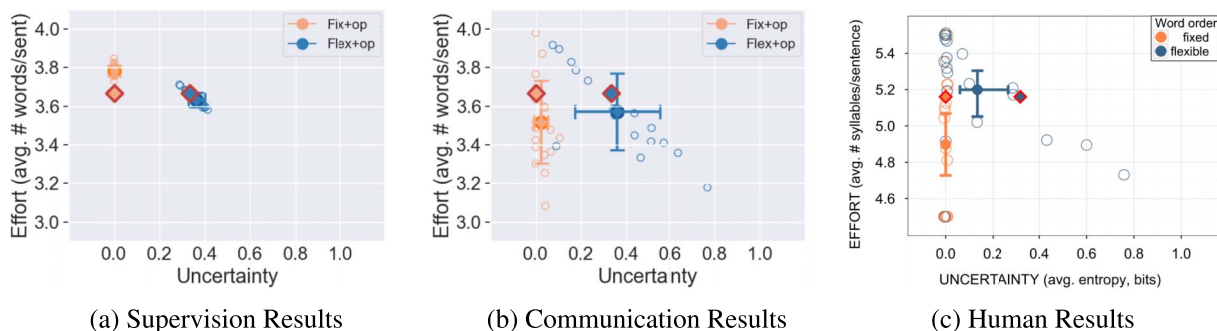 Effort (avg. # words/sent)
4.0
3.8
3.6
3.4
3.2
3.0
0.0 0.2 0.4 0.6 0.8 1.0
Uncertainty
Fix+op
Flex+op
(a) Supervision Results
Effort (avg. # words/sent)
4.0
3.8
3.6
3.4
3.2
3.0
0.0 0.2 0.4 0.6 0.8 1.0
Uncertainty
Fix+op
Flex+op
(b) Communication Results
EFFORT (avg. # syllables/sentence)
5.4
5.2
5.0
4.8
4.6
0.0 0.2 0.4 0.6 0.8 1.0
UNCERTAINTY (avg. entropy, bits)
Word order
fixed
flexible
(c) Human Results